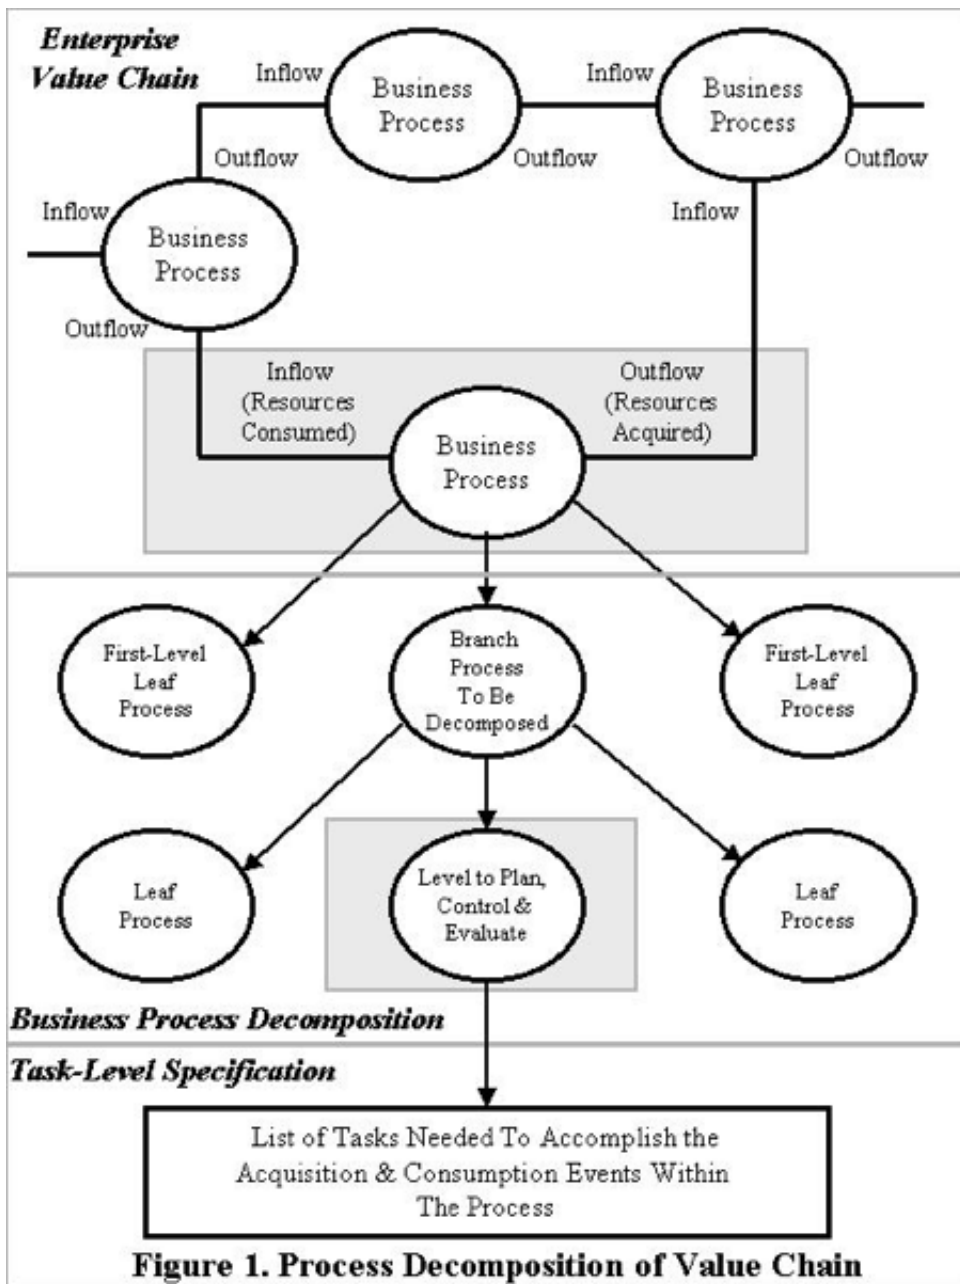 Enterprise
Value Chain
Inflow
Business
Process
Inflow
Business
Process
Outflow
Outflow
Outflow
Inflow
Business
Process
Inflow
Outflow
Inflow
(Resources
Consumed)
Outflow
(Resources
Acquired)
Business
Process
First-Level
Leaf
Process
Branch
Process
To Be
Decomposed
First-Level
Leaf
Process
Leaf
Process
Level to Plan,
Control &
Evaluate
Leaf
Process
Business Process Decomposition
Task-Level Specification
List of Tasks Needed To Accomplish the
Acquisition & Consumption Events Within
The Process
Figure 1. Process Decomposition of Value Chain